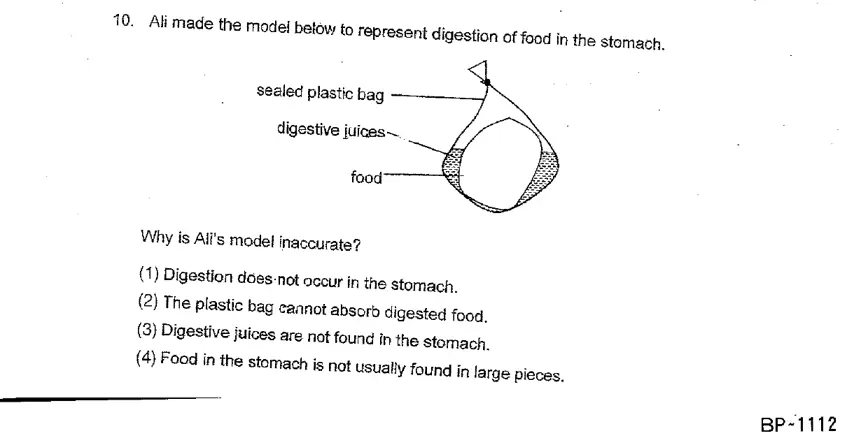 10. Ali made the model below to represent digestion of food in the stomach.
sealed plastic bag
digestive juices
food
Why is Ali's model inaccurate?
(1) Digestion does not occur in the stomach.
(2) The plastic bag cannot absorb digested food.
(3) Digestive juices are not found in the stomach.
(4) Food in the stomach is not usually found in large pieces.
BP-1112